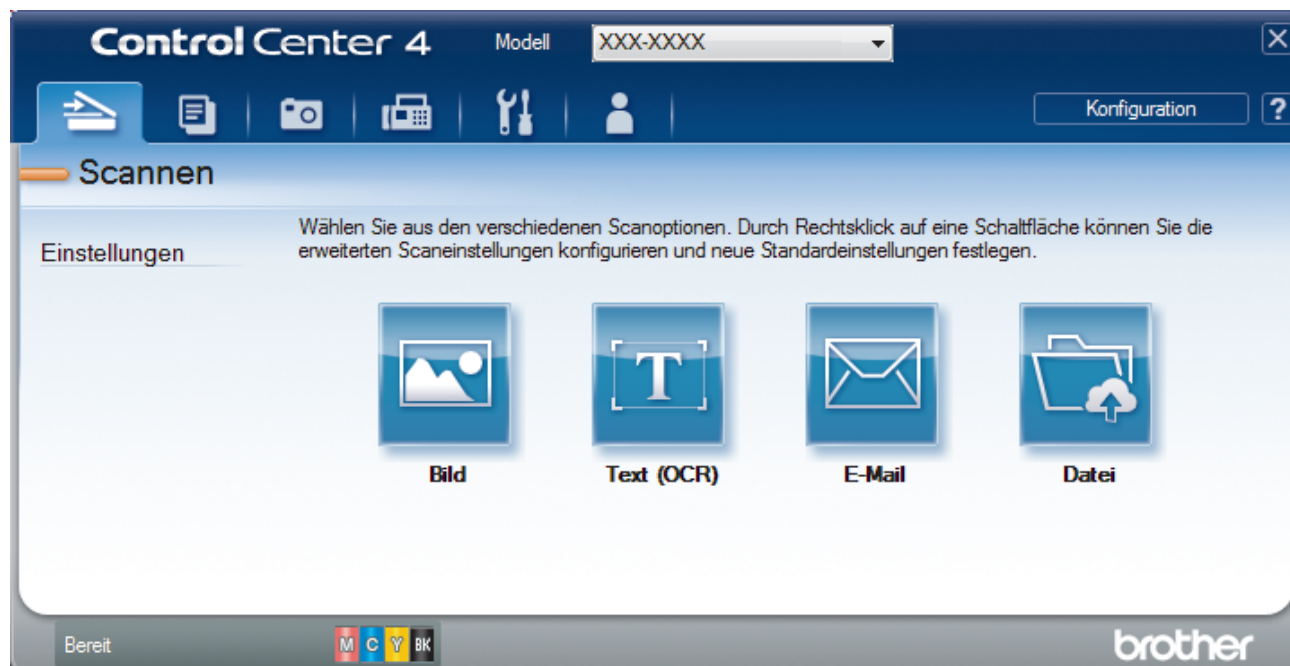 Control Center 4
Modell
XXX-XXXX
Konfiguration
?
Scannen
Einstellungen
Wählen Sie aus den verschiedenen Scanoptionen. Durch Rechtsklick auf eine Schaltfläche können Sie die
erweiterten Scaneinstellungen konfigurieren und neue Standardeinstellungen festlegen.
T
Bild
Text (OCR)
E-Mail
Datei
Bereit
M C Y BK
brother